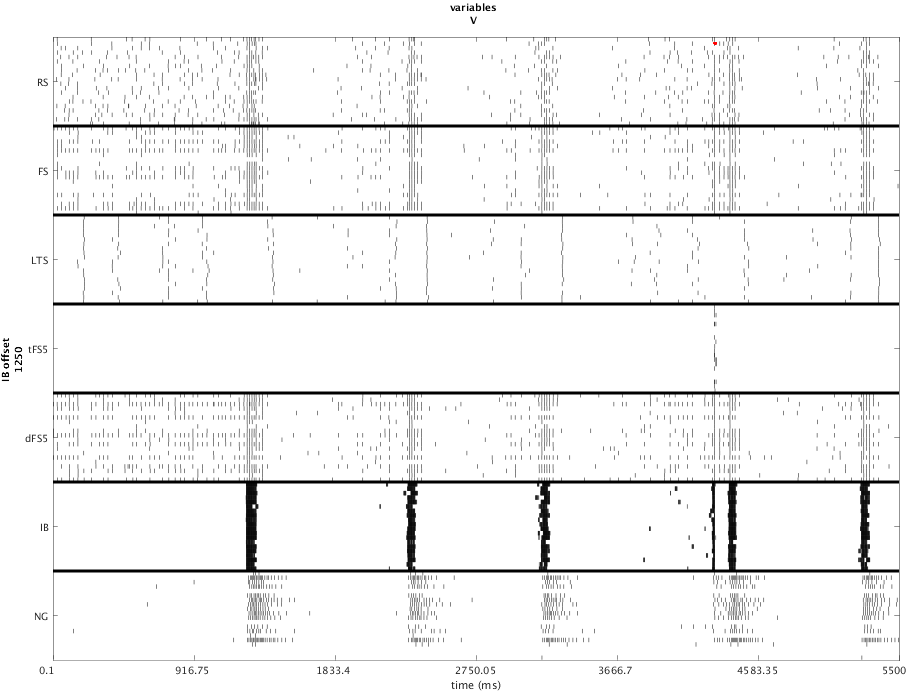 variables
V
RS
FS
LTS
tFS5
dFS5
IB
NG
IB offset
1250
0.1 916.75 1833.4 2750.05 3666.7 4583.35 5500
time (ms)